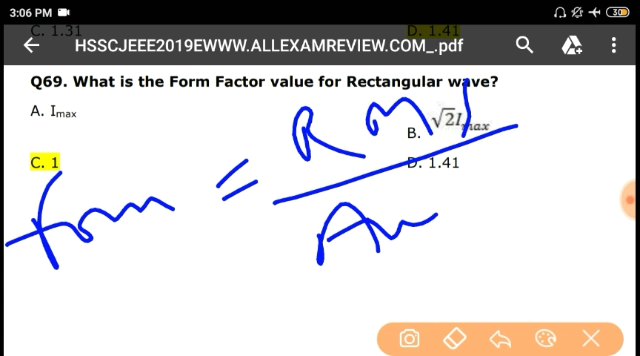 3:06 PM 30
C. 1.31 D. 1.41
HSSCJEEE2019EWWW.ALLEXAMREVIEW.COM_.pdf
Q69. What is the Form Factor value for Rectangular wave?
A. Imax
B. √2Imax
C. 1 D. 1.41
form = RMS
Av